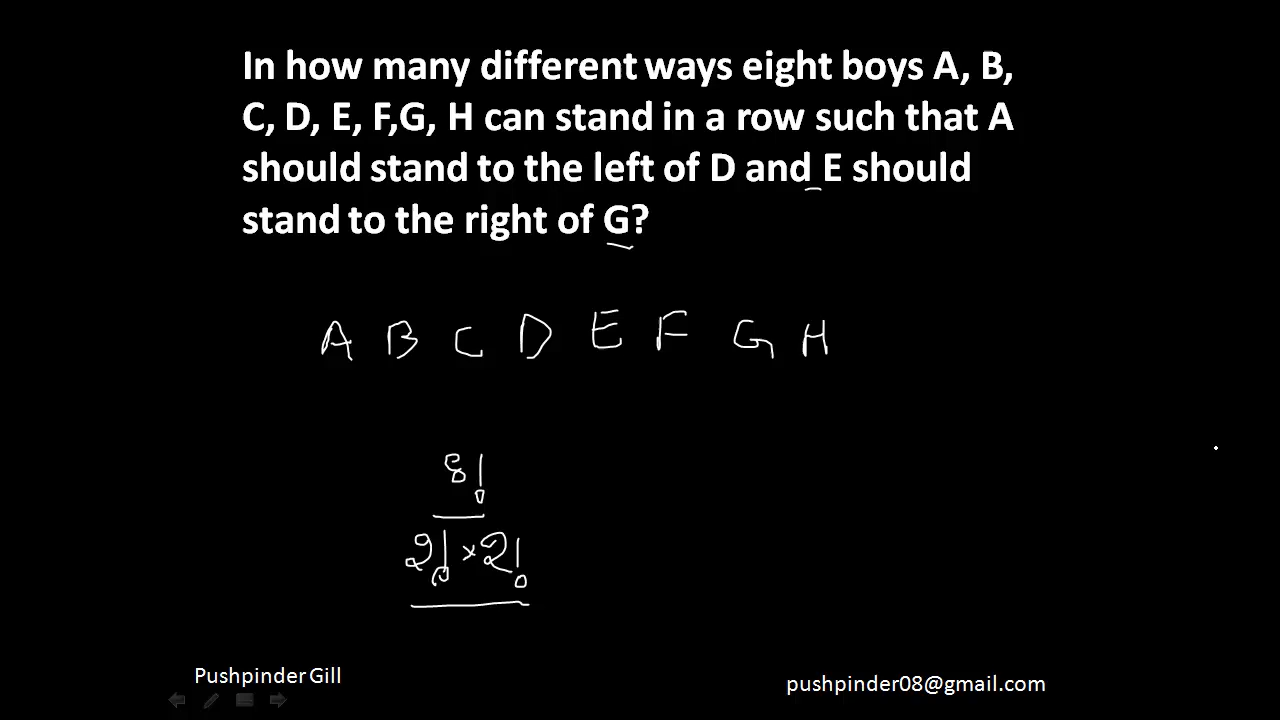 In how many different ways eight boys A, B,
C, D, E, F,G, H can stand in a row such that A
should stand to the left of D and E should
stand to the right of G?
A B C D E F G H
8!
2! × 2!
Pushpinder Gill
pushpinder08@gmail.com